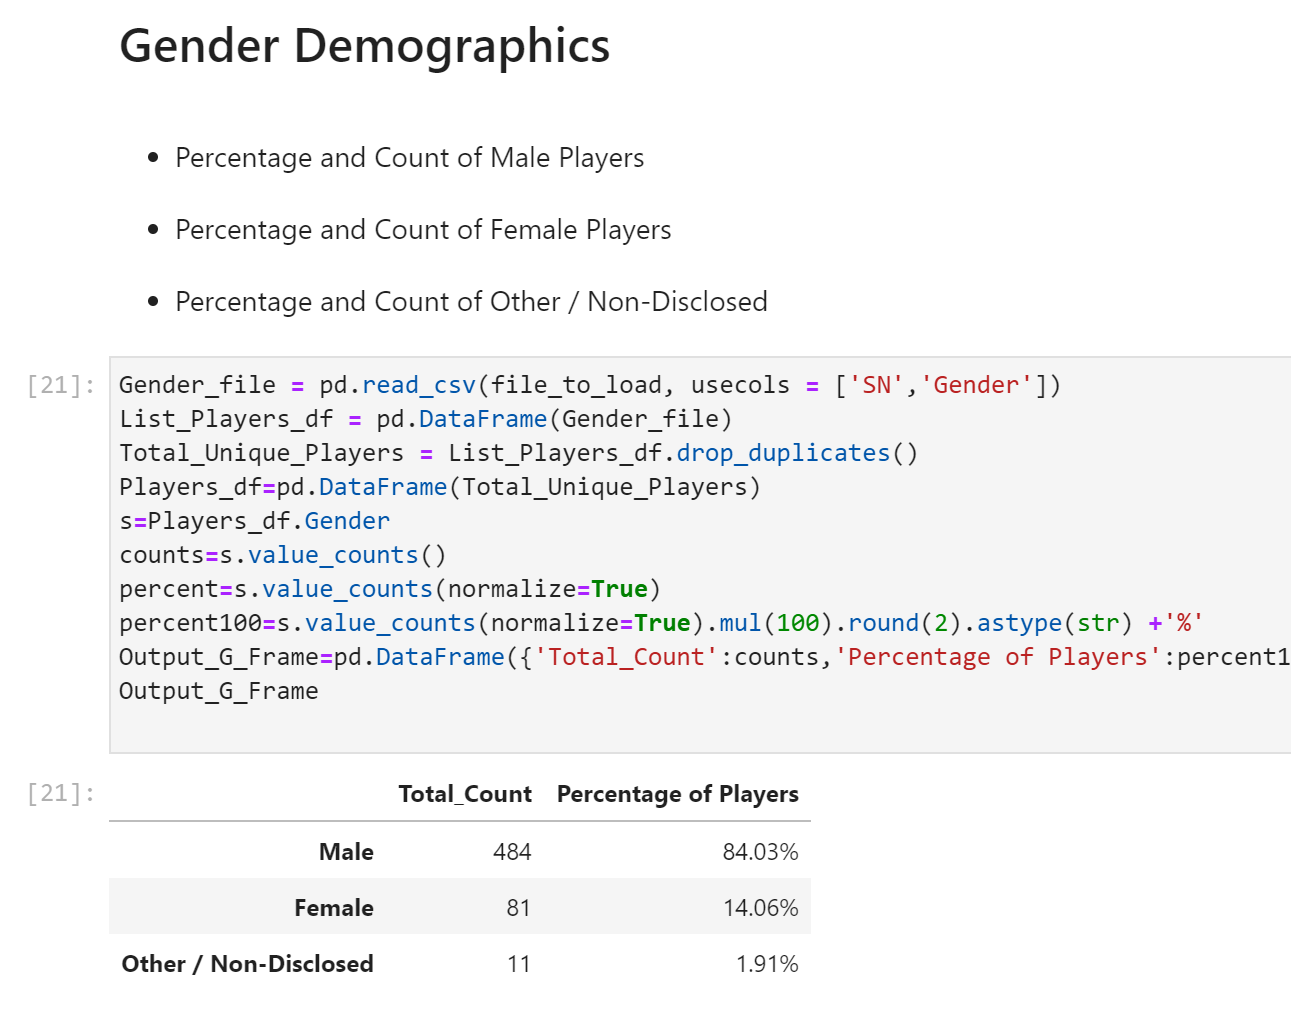 Gender Demographics
• Percentage and Count of Male Players
• Percentage and Count of Female Players
• Percentage and Count of Other / Non-Disclosed
[21]:
Gender_file = pd.read_csv(file_to_load, usecols = ['SN','Gender'])
List_Players_df = pd.DataFrame(Gender_file)
Total_Unique_Players = List_Players_df.drop_duplicates()
Players_df=pd.DataFrame(Total_Unique_Players)
s=Players_df.Gender
counts=s.value_counts()
percent=s.value_counts(normalize=True)
percent100=s.value_counts(normalize=True).mul(100).round(2).astype(str) +'%'
Output_G_Frame=pd.DataFrame({'Total_Count':counts,'Percentage of Players':percent1
Output_G_Frame
[21]:
Total_Count Percentage of Players
Male 484 84.03%
Female 81 14.06%
Other / Non-Disclosed 11 1.91%